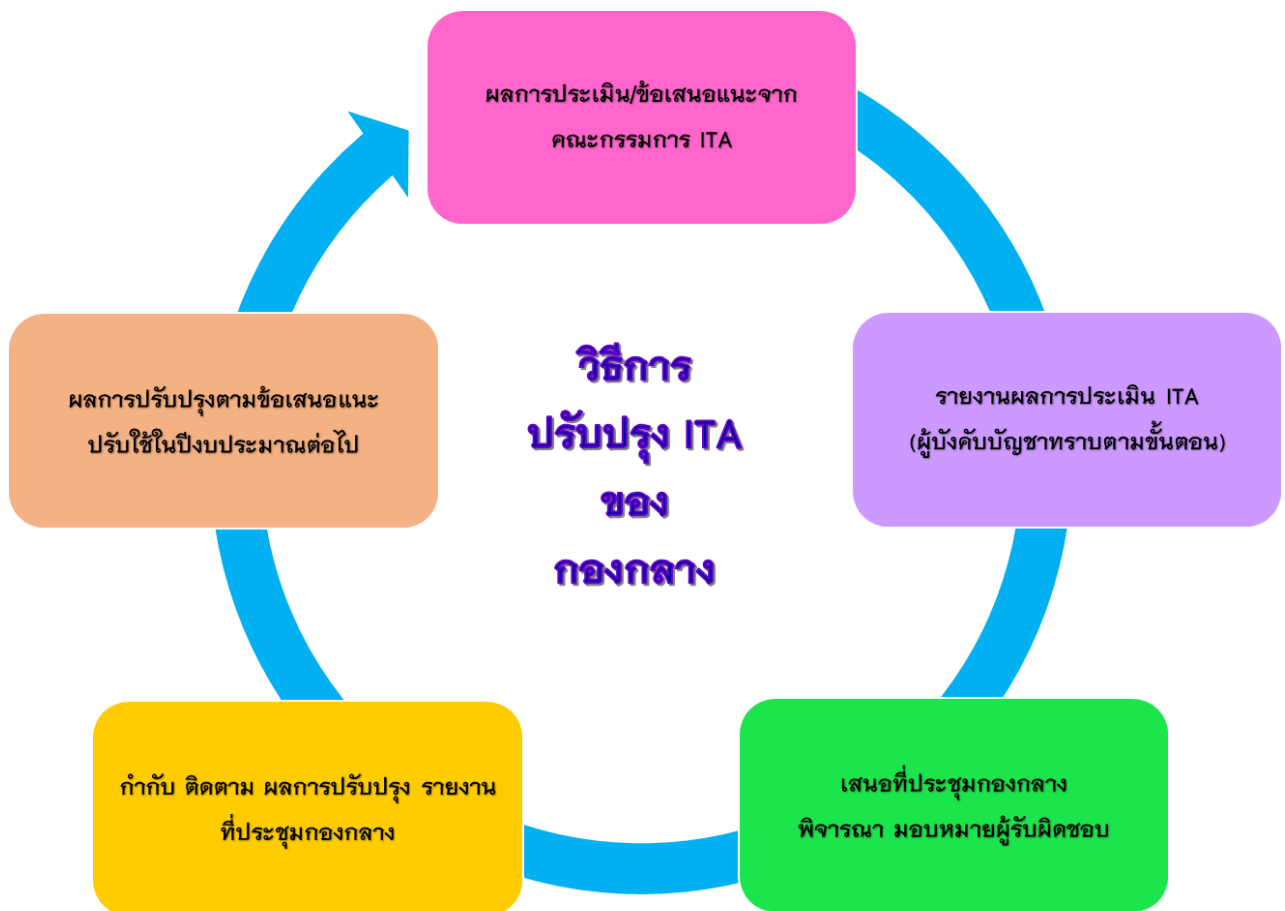 ผลการประเมิน/ข้อเสนอแนะจาก
คณะกรรมการ ITA
รายงานผลการประเมิน ITA
(ผู้บังคับบัญชาทราบตามขั้นตอน)
เสนอที่ประชุมกองกลาง
พิจารณา มอบหมายผู้รับผิดชอบ
กำกับ ติดตาม ผลการปรับปรุง รายงาน
ที่ประชุมกองกลาง
ผลการปรับปรุงตามข้อเสนอแนะ
ปรับใช้ในปีงบประมาณต่อไป
วิธีการ
ปรับปรุง ITA
ของ
กองกลาง